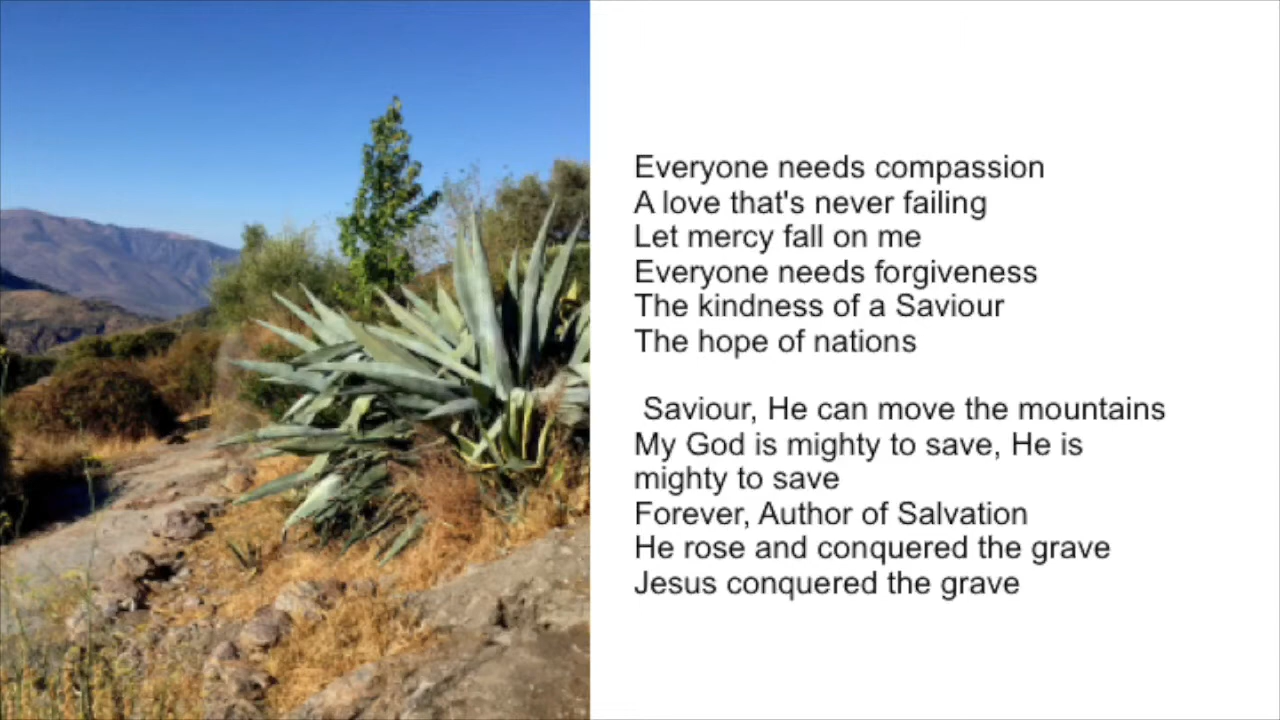 Everyone needs compassion
A love that's never failing
Let mercy fall on me
Everyone needs forgiveness
The kindness of a Saviour
The hope of nations
Saviour, He can move the mountains
My God is mighty to save, He is
mighty to save
Forever, Author of Salvation
He rose and conquered the grave
Jesus conquered the grave